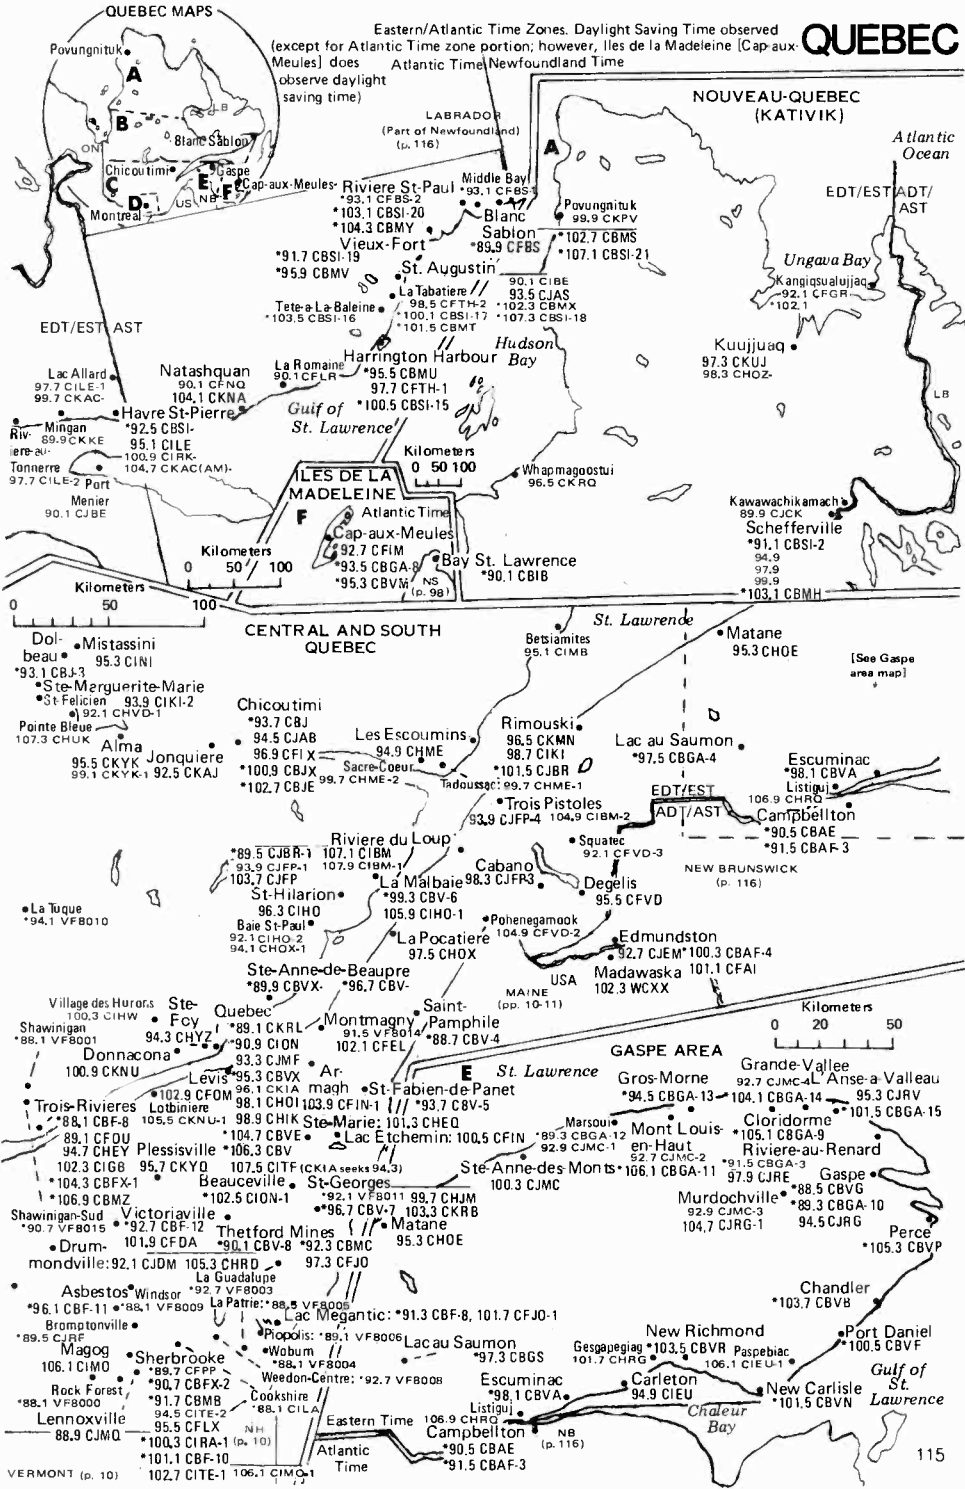 QUEBEC MAPS
Povungnituk
A
B
LB
ON
Blanc Sablon
Chicoutimi
Gaspe
C
E
F
Cap-aux-Meules
D
US
NB
Montreal
Eastern/Atlantic Time Zones. Daylight Saving Time observed
(except for Atlantic Time zone portion; however, Iles de la Madeleine [Cap-aux-
Meules] does
observe daylight
saving time)
QUEBEC
Atlantic Time
Newfoundland Time
LABRADOR
(Part of Newfoundland)
(p. 116)
NOUVEAU-QUEBEC
(KATIVIK)
Atlantic
Ocean
EDT/EST
ADT/
AST
A
Middle Bay
*93.1 CFBS-1
Riviere St-Paul
*93.1 CFBS-2
*103.1 CBSI-20
*104.3 CBMY
Blanc
Sablon
*89.9 CFBS
Povungnituk
99.9 CKPV
*102.7 CBMS
*107.1 CBSI-21
Vieux-Fort
*91.7 CBSI-19
*95.9 CBMV
St. Augustin
90.1 CIBE
93.5 CJAS
*102.3 CBMX
*107.3 CBSI-18
La Tabatiere
98.5 CFTH-2
*100.1 CBSI-17
*101.5 CBMT
Tete-a La-Baleine
*103.5 CBSI-16
Ungava Bay
Kangiqsualujjaq
92.1 CFGR
*102.1
Hudson
Bay
Kuujjuaq
97.3 CKUJ
98.3 CHOZ-
LB
EDT/EST
AST
Lac Allard
97.7 CILE-1
99.7 CKAC-
Natashquan
90.1 CFNQ
104.1 CKNA
La Romaine
90.1 CFLR
Harrington Harbour
*95.5 CBMU
97.7 CFTH-1
*100.5 CBSI-15
Gulf of
St. Lawrence
Havre St-Pierre
*92.5 CBSI-
95.1 CILE
100.9 CIRK-
104.7 CKAC(AM)-
Mingan
89.9 CKKE
Riv-
iere-au-
Tonnerre
97.7 CILE-2
Port
Menier
90.1 CJBE
Kilometers
0 50 100
Whapmagoostui
96.5 CKRQ
Kawawachikamach
89.9 CJCK
Schefferville
*91.1 CBSI-2
94.9
97.9
99.9
*103.1 CBMH
ILES DE LA
MADELEINE
F
Atlantic Time
Cap-aux-Meules
*92.7 CFIM
*93.5 CBGA-8
*95.3 CBVM
NS
(p. 98)
Bay St. Lawrence
*90.1 CBIB
Kilometers
0 50 100
Kilometers
0 50 100
CENTRAL AND SOUTH
QUEBEC
Betsiamites
95.1 CIMB
St. Lawrence
Matane
95.3 CHOE
[See Gaspe
area map]
Dol-
beau
*93.1 CBJ-3
Mistassini
95.3 CINI
Ste-Marguerite-Marie
93.9 CIKI-2
St-Felicien
92.1 CHVD-1
Pointe Bleue
107.3 CHUK
Alma
95.5 CKYK
99.1 CKYK-1
Jonquiere
92.5 CKAJ
Chicoutimi
*93.7 CBJ
94.5 CJAB
96.9 CFIX
*100.9 CBJX
*102.7 CBJE
Les Escoumins
94.9 CHME
Sacre-Coeur
99.7 CHME-2
Tadoussac: 99.7 CHME-1
Rimouski
96.5 CKMN
98.7 CIKI
*101.5 CJBR
Lac au Saumon
*97.5 CBGA-4
Escuminac
*98.1 CBVA
Listiguj
106.9 CHRQ
Campbellton
*90.5 CBAE
*91.5 CBAF-3
EDT/EST
ADT/AST
NEW BRUNSWICK
(p. 116)
Trois Pistoles
93.9 CJFP-4 104.9 CIBM-2
Squatec
92.1 CFVD-3
Riviere du Loup
*89.5 CJBR-1 107.1 CIBM
93.9 CJFP-1 107.9 CIBM-1
103.7 CJFP
Cabano
98.3 CJFP-3
Degelis
95.5 CFVD
La Malbaie
*99.3 CBV-6
105.9 CIHO-1
St-Hilarion
96.3 CIHO
Baie St-Paul
92.1 CIHO-2
94.1 CHOX-1
La Tuque
*94.1 VF8010
La Pocatiere
97.5 CHOX
Pohenegamook
104.9 CFVD-2
Edmundston
92.7 CJEM *100.3 CBAF-4
101.1 CFAI
Madawaska
102.3 WCXX
USA
MAINE
(pp. 10-11)
Ste-Anne-de-Beaupre
*89.9 CBVX- *96.7 CBV-
Village des Hurons
100.3 CIHW
Ste-
Foy
94.3 CHYZ
Quebec
*89.1 CKRL
*90.9 CION
93.3 CJMF
*95.3 CBVX
96.1 CKIA
98.1 CHOI
98.9 CHIK
*104.7 CBVE
*106.3 CBV
107.5 CITF (CKIA seeks 94.3)
Montmagny
91.5 VF8014
102.1 CFEL
Saint-
Pamphile
*88.7 CBV-4
Shawinigan
*88.1 VF8001
Donnacona
100.9 CKNU
Levis
*102.9 CFOM
Ar-
magh
103.9 CFIN-1
St-Fabien-de-Panet
*93.7 CBV-5
Trois-Rivieres
*88.1 CBF-8
89.1 CFOU
94.7 CHEY
102.3 CIGB
*104.3 CBFX-1
*106.9 CBMZ
Lotbiniere
105.5 CKNU-1
Ste-Marie: 101.3 CHEQ
Lac Etchemin: 100.5 CFIN
Plessiville
95.7 CKYQ
Beauceville
*102.5 CION-1
St-Georges
*92.1 VF8011 99.7 CHJM
*96.7 CBV-7 103.3 CKRB
Matane
95.3 CHOE
Shawinigan-Sud
*90.7 VF8015
Victoriaville
*92.7 CBF-12
101.9 CFDA
Thetford Mines
*90.1 CBV-8 *92.3 CBMC
105.3 CHRD 97.3 CFJO
Drum-
mondville: 92.1 CJDM
La Guadalupe
*92.7 VF8003
Asbestos
*96.1 CBF-11
Windsor
*88.1 VF8009
La Patrie: *88.5 VF8005
Lac Megantic: *91.3 CBF-8, 101.7 CFJO-1
Bromptonville
*89.5 CJRF
Piopolis: *89.1 VF8006
Woburn
*88.1 VF8004
Lac au Saumon
*97.3 CBGS
Magog
106.1 CIMO
Sherbrooke
*89.7 CFPP
*90.7 CBFX-2
*91.7 CBMB
94.5 CITE-2
95.5 CFLX
*100.3 CIRA-1
*101.1 CBF-10
102.7 CITE-1
Weedon-Centre: *92.7 VF8008
Cookshire
*88.1 CILA
Rock Forest
*88.1 VF8000
Lennoxville
88.9 CJMQ
NH
(p. 10)
VERMONT (p. 10)
106.1 CIMO-1
Eastern Time
Atlantic
Time
Escuminac
*98.1 CBVA
Listiguj
106.9 CHRQ
Campbellton
*90.5 CBAE
*91.5 CBAF-3
NB
(p. 116)
Kilometers
0 20 50
GASPE AREA
E
St. Lawrence
Gros-Morne
*94.5 CBGA-13
Grande-Vallee
92.7 CJMC-4
*104.1 CBGA-14
L'Anse-a-Valleau
95.3 CJRV
*101.5 CBGA-15
Marsoui
*89.3 CBGA-12
92.9 CMJC-1
Mont Louis-
en-Haut
92.7 CJMC-2
*106.1 CBGA-11
Cloridorme
*105.1 CBGA-9
Riviere-au-Renard
*91.5 CBGA-3
97.9 CJRE
Ste-Anne-des-Monts
100.3 CJMC
Gaspe
*88.5 CBVG
*89.3 CBGA-10
94.5 CJRG
Murdochville
92.9 CJMC-3
104.7 CJRG-1
Perce
*105.3 CBVP
Chandler
*103.7 CBVB
New Richmond
*103.5 CBVR
Gesgapegiag
101.7 CHRG
Paspebiac
106.1 CIEU-1
Port Daniel
*100.5 CBVF
Carleton
94.9 CIEU
New Carlisle
*101.5 CBVN
Gulf of
St.
Lawrence
Chaleur
Bay
115